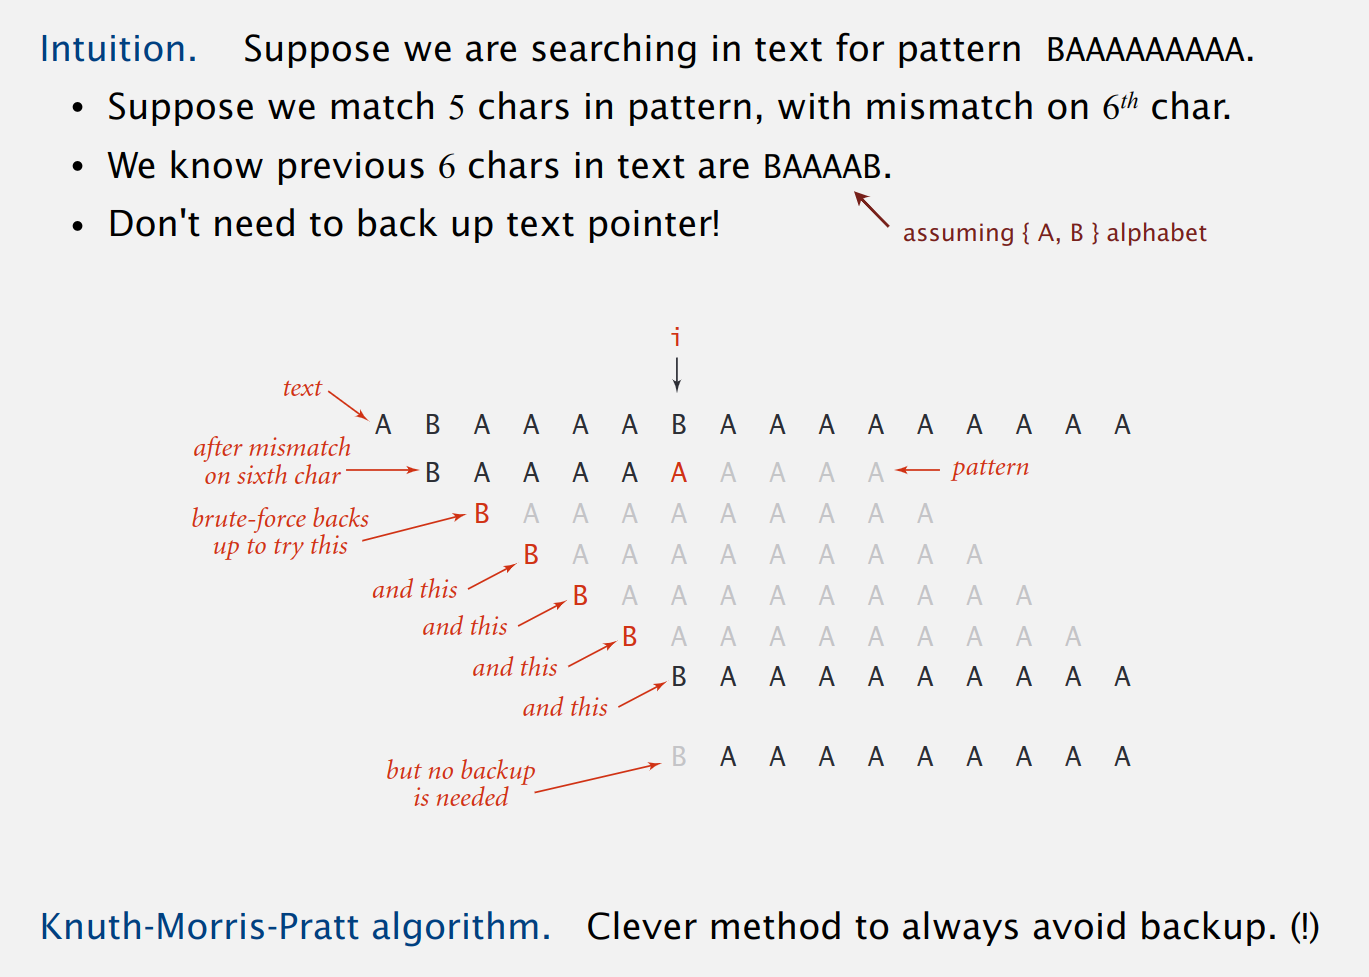 Intuition. Suppose we are searching in text for pattern BAAAAAAAAA.
• Suppose we match 5 chars in pattern, with mismatch on 6th char.
• We know previous 6 chars in text are BAAAAB.
• Don't need to back up text pointer!
assuming { A, B } alphabet
i
text
A B A A A A B A A A A A A A A A
after mismatch
on sixth char
B A A A A A A A A A
pattern
brute-force backs
up to try this
B A A A A A A A A A
and this
B A A A A A A A A A
and this
B A A A A A A A A A
and this
B A A A A A A A A A
and this
B A A A A A A A A A
but no backup
is needed
B A A A A A A A A A
Knuth-Morris-Pratt algorithm. Clever method to always avoid backup. (!)